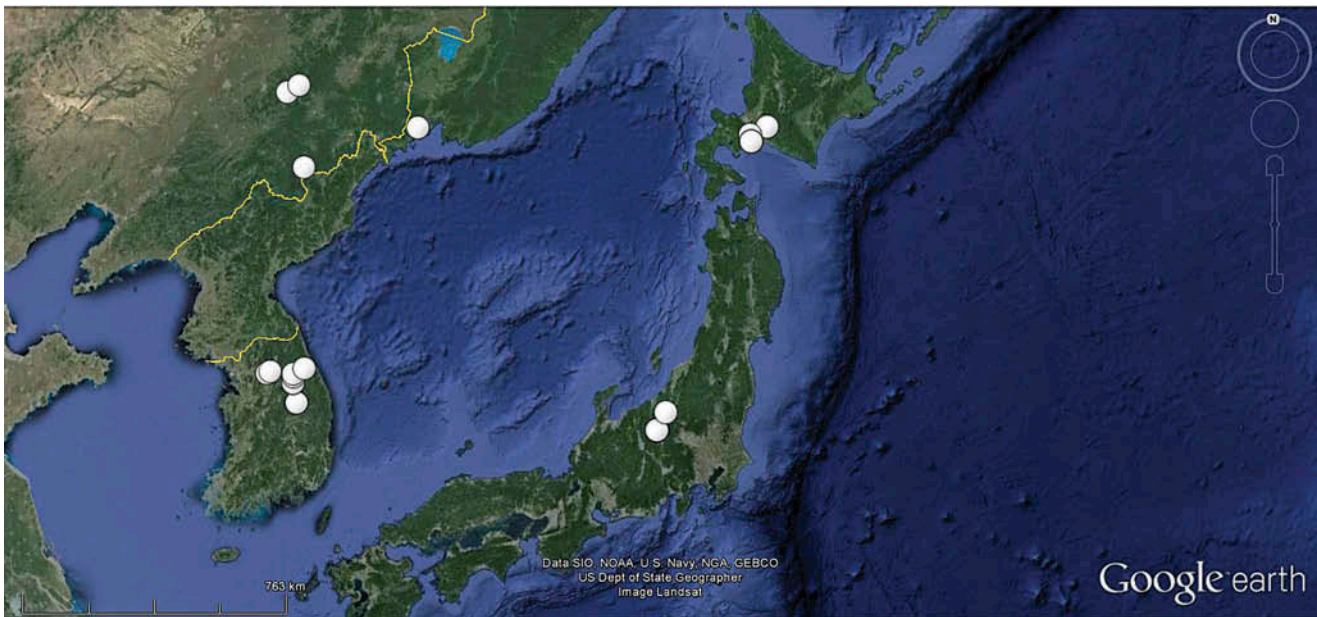 N
763 km
Data SIO, NOAA, U.S. Navy, NGA, GEBCO
US Dept of State Geographer
Image Landsat
Google earth